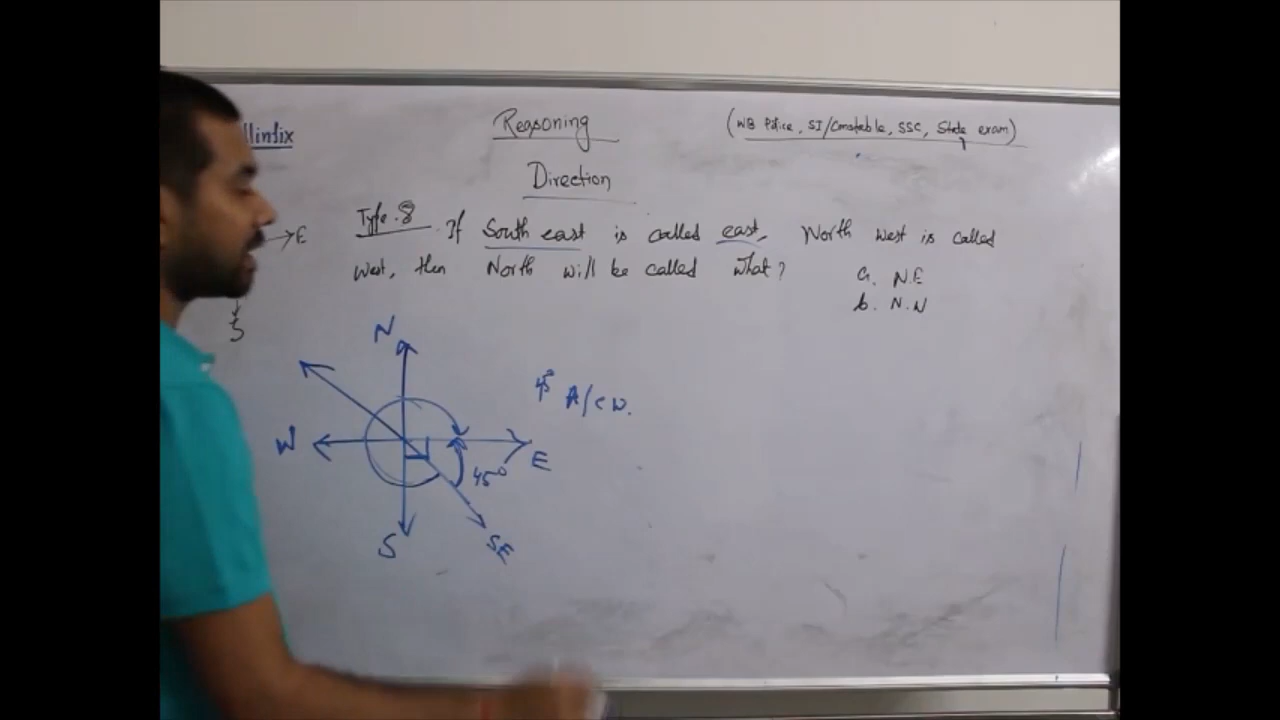 Reasoning
(WB Police, SI/Constable, SSC, State exam)
Direction
Type-8 If South east is called east, North west is called
West, then North will be called what?
a. N.E
b. N.W
E
S
N
W
E
S
SE
45°
45° A/CW.